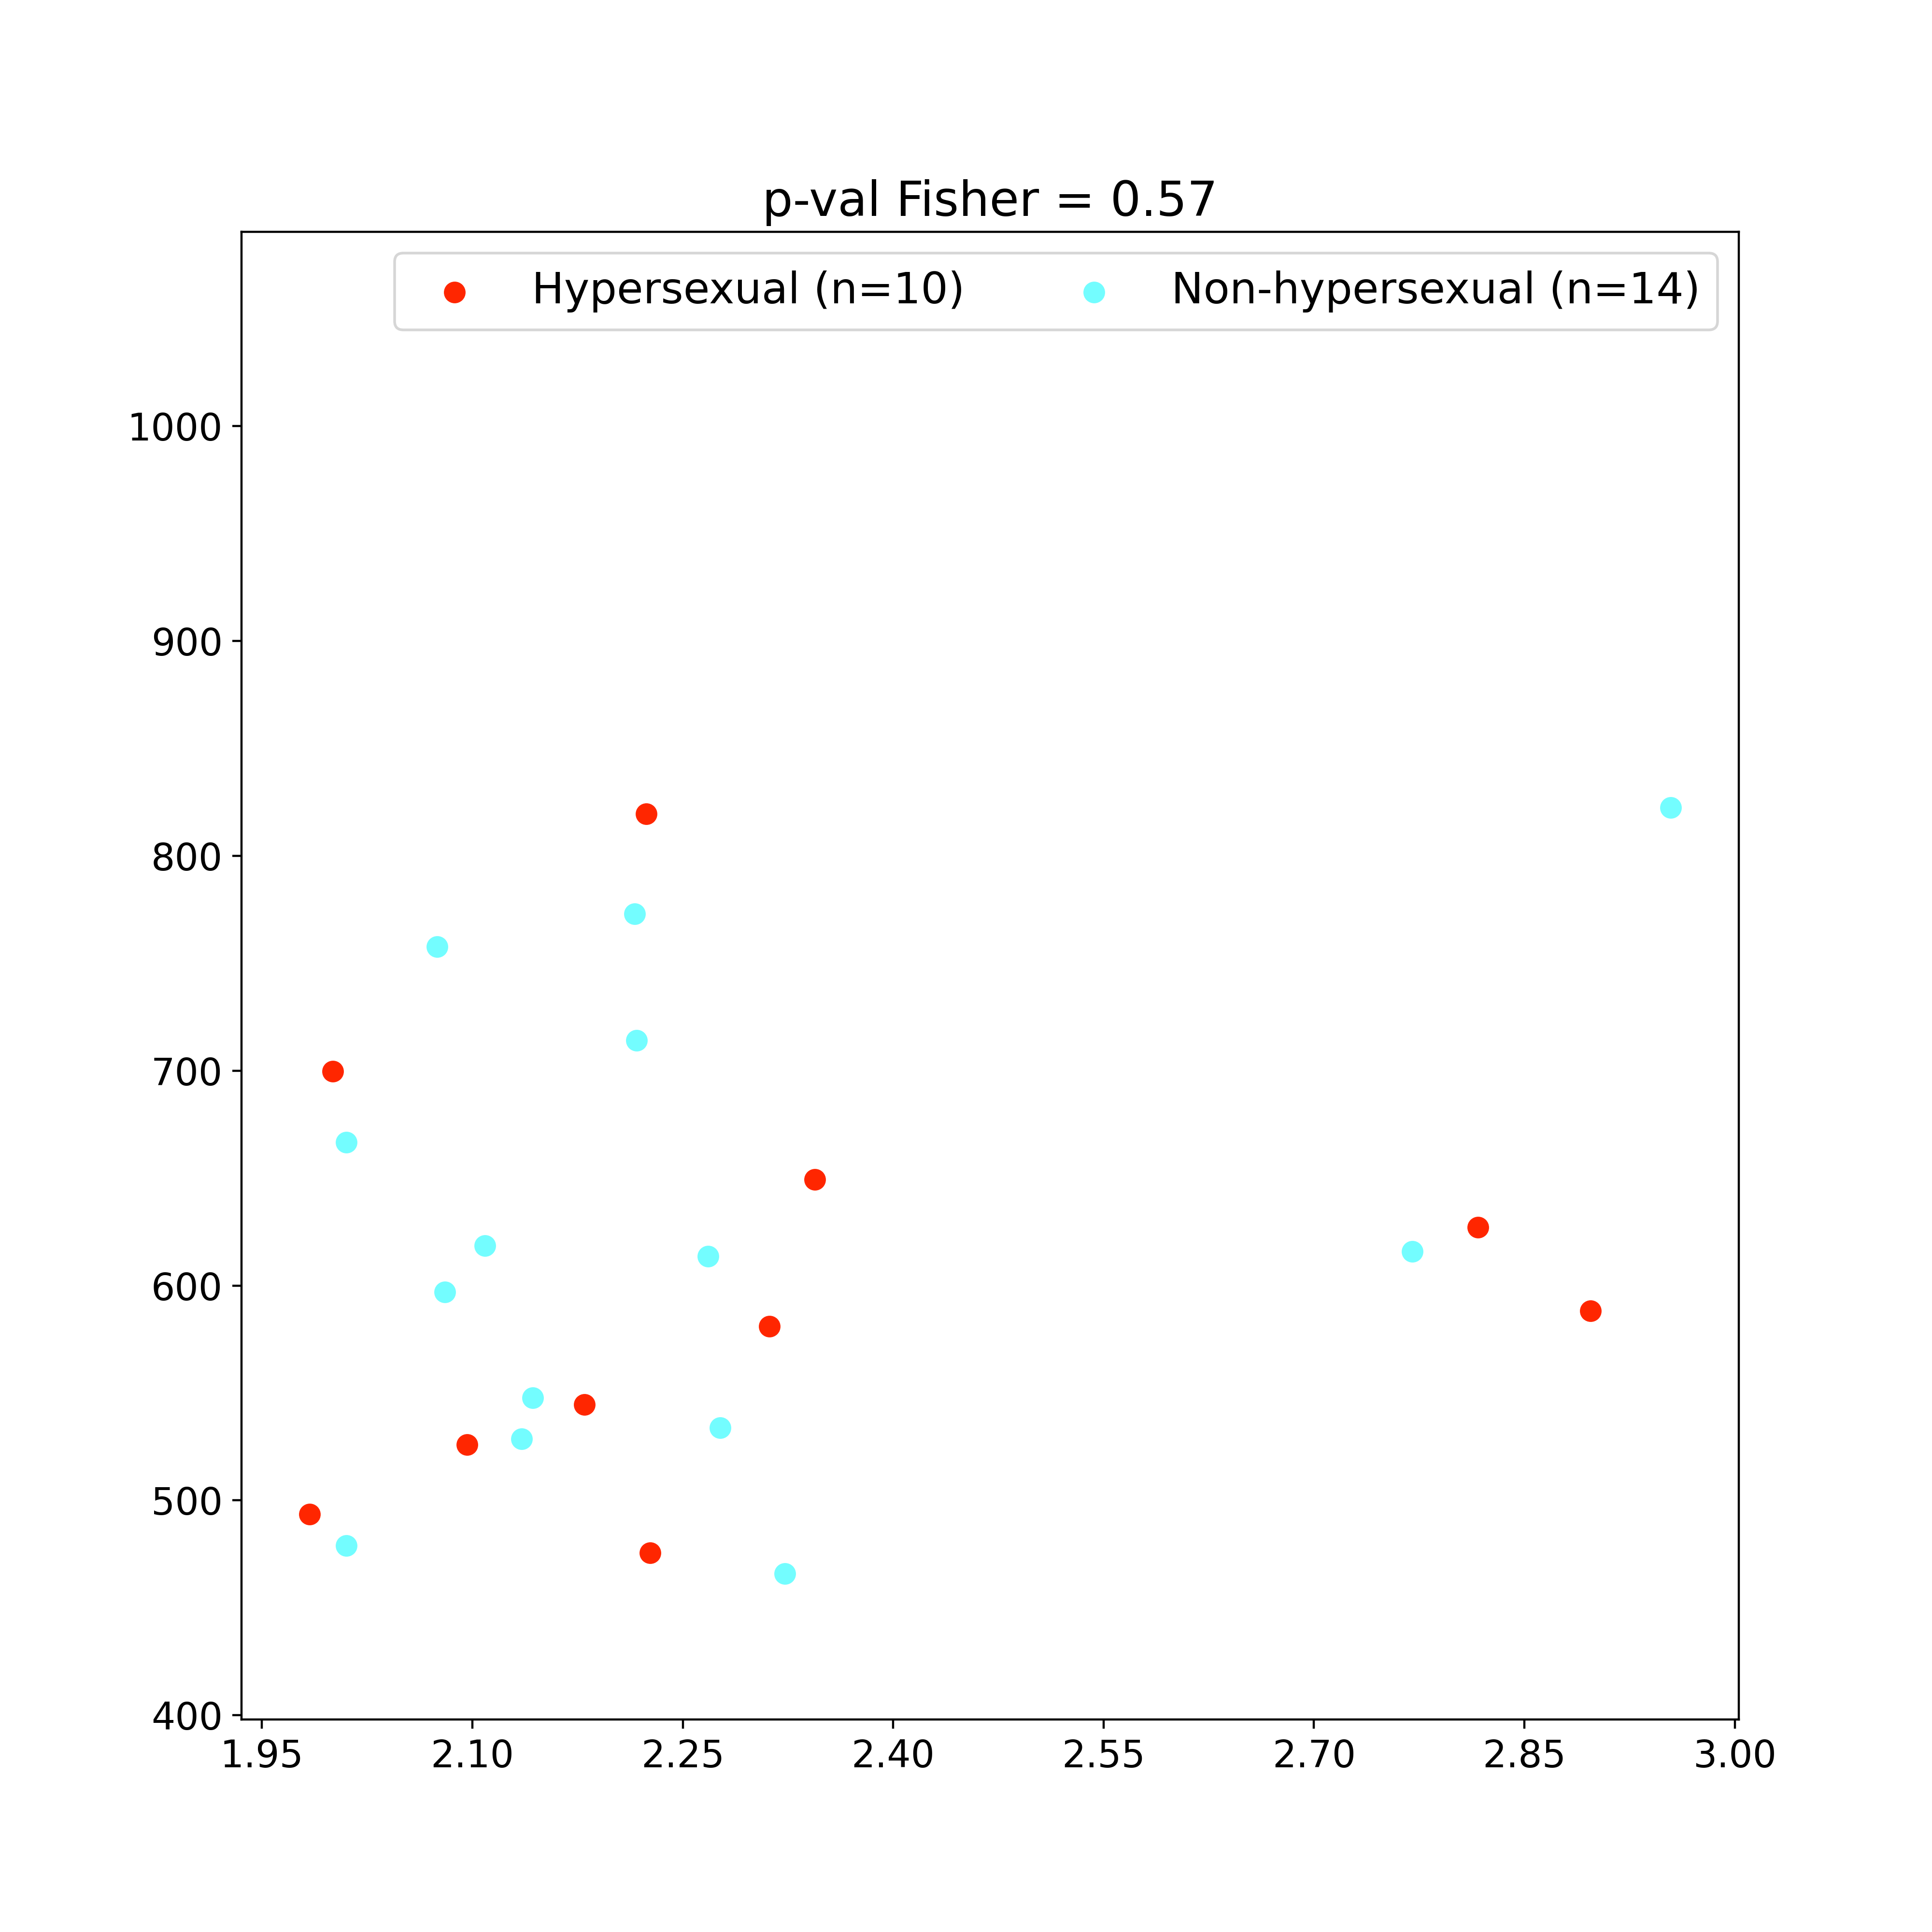 p-val Fisher = 0.57
Hypersexual (n=10) Non-hypersexual (n=14)
1000
900
800
700
600
500
400
1.95 2.10 2.25 2.40 2.55 2.70 2.85 3.00